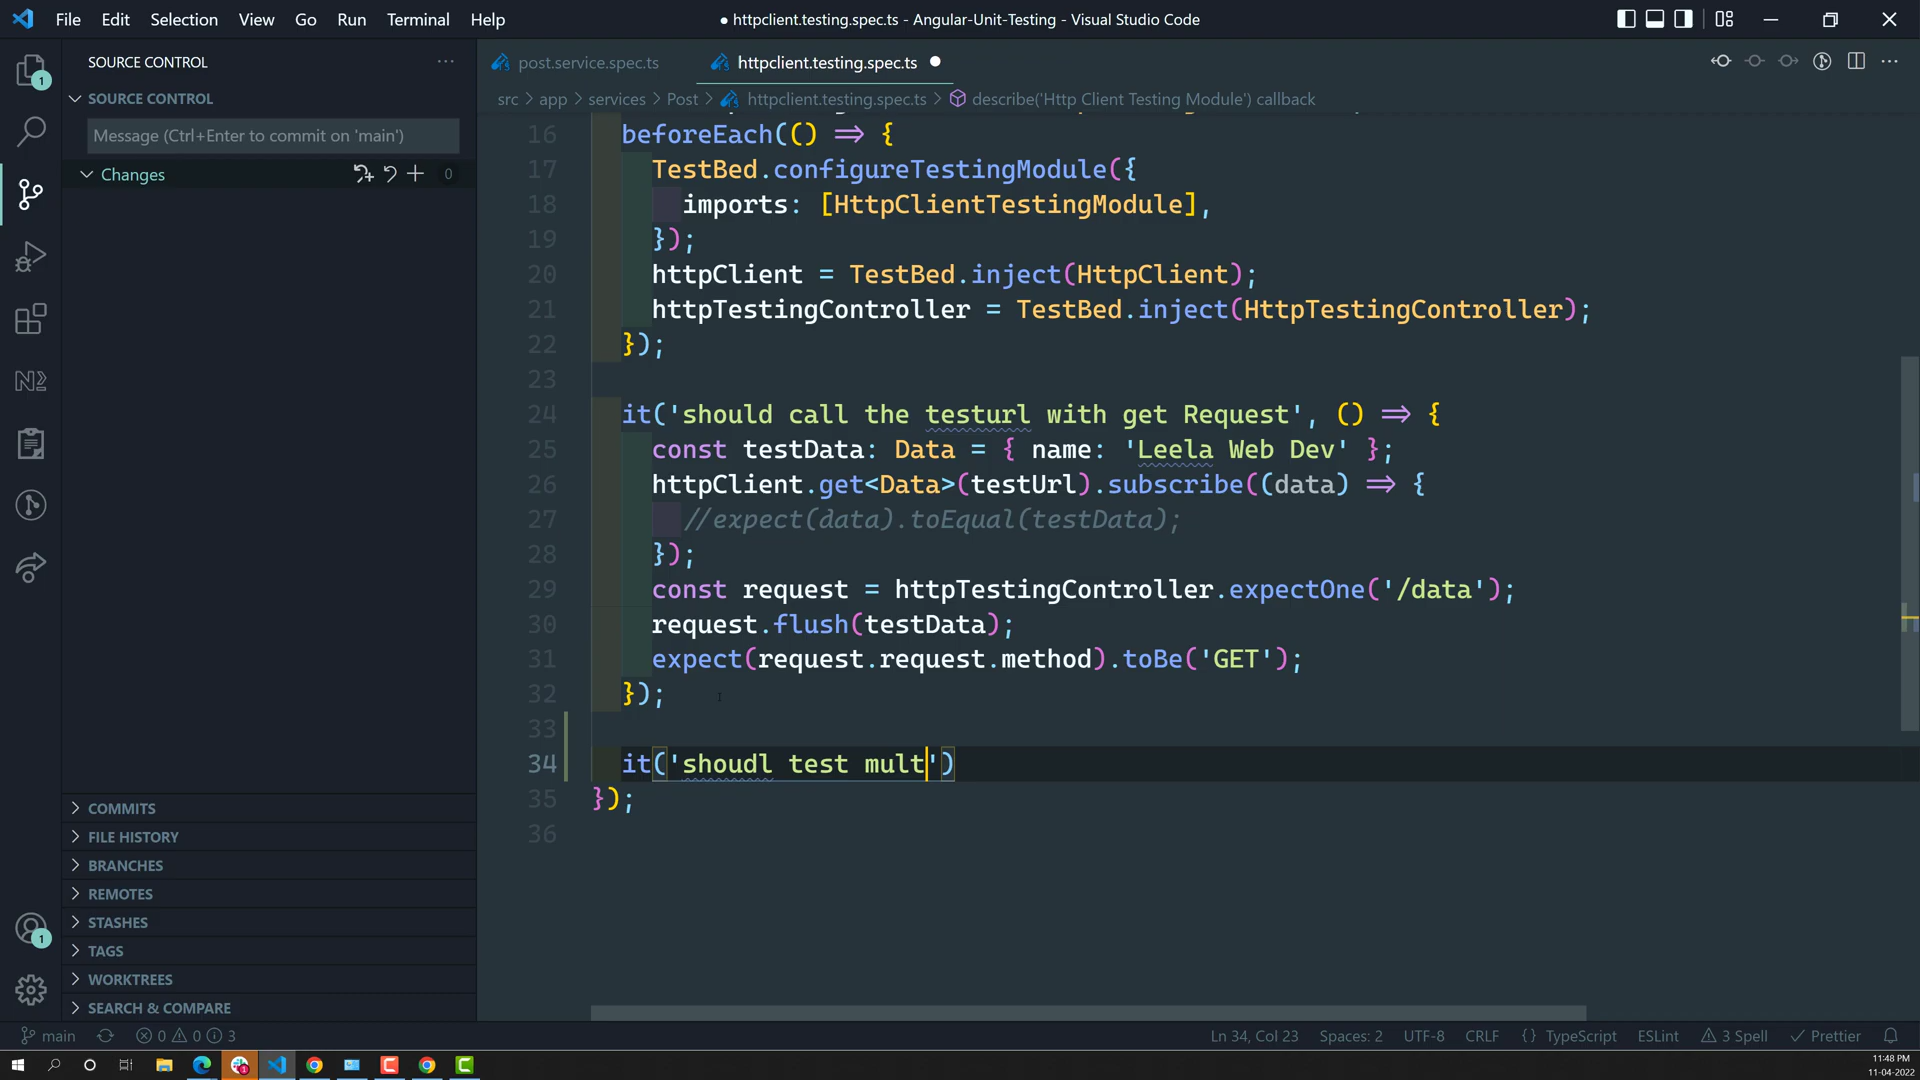 File Edit Selection View Go Run Terminal Help
● httpclient.testing.spec.ts - Angular-Unit-Testing - Visual Studio Code
SOURCE CONTROL
SOURCE CONTROL
Message (Ctrl+Enter to commit on 'main')
Changes 0
COMMITS
FILE HISTORY
BRANCHES
REMOTES
STASHES
TAGS
WORKTREES
SEARCH & COMPARE
1
1
post.service.spec.ts
httpclient.testing.spec.ts
src > app > services > Post > httpclient.testing.spec.ts > describe('Http Client Testing Module') callback
16 beforeEach(() => {
17 TestBed.configureTestingModule({
18 imports: [HttpClientTestingModule],
19 });
20 httpClient = TestBed.inject(HttpClient);
21 httpTestingController = TestBed.inject(HttpTestingController);
22 });
23
24 it('should call the testurl with get Request', () => {
25 const testData: Data = { name: 'Leela Web Dev' };
26 httpClient.get<Data>(testUrl).subscribe((data) => {
27 //expect(data).toEqual(testData);
28 });
29 const request = httpTestingController.expectOne('/data');
30 request.flush(testData);
31 expect(request.request.method).toBe('GET');
32 });
33
34 it('shoudl test mult')
35 });
36
main 0 0 3
Ln 34, Col 23 Spaces: 2 UTF-8 CRLF {} TypeScript ESLint 3 Spell Prettier
11:48 PM
11-04-2022